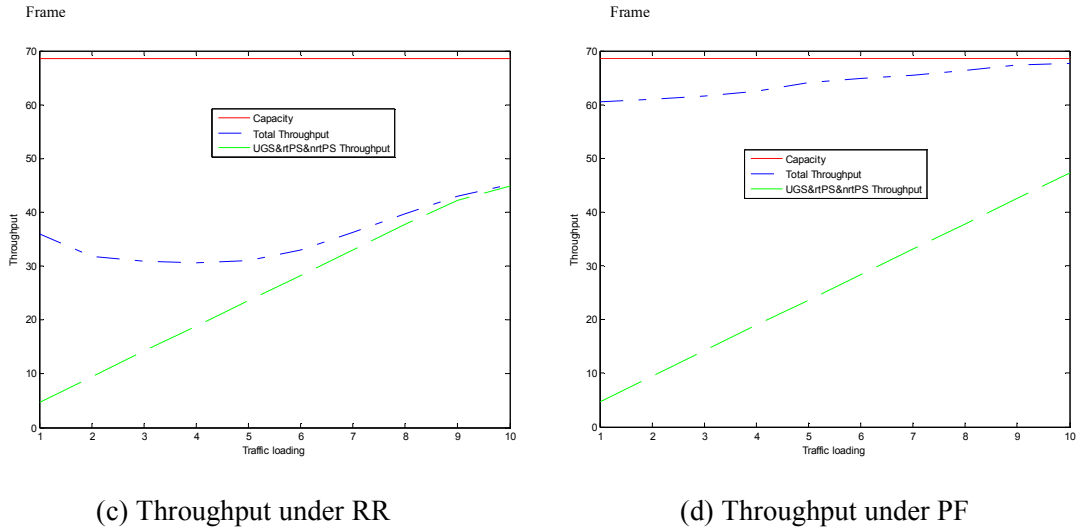 Frame
70
60
50
40
30
20
10
0
Throughput
Capacity
Total Throughput
UGS&rtPS&nrtPS Throughput
1 2 3 4 5 6 7 8 9 10
Traffic loading
(c) Throughput under RR
Frame
70
60
50
40
30
20
10
0
Throughput
Capacity
Total Throughput
UGS&rtPS&nrtPS Throughput
1 2 3 4 5 6 7 8 9 10
Traffic loading
(d) Throughput under PF